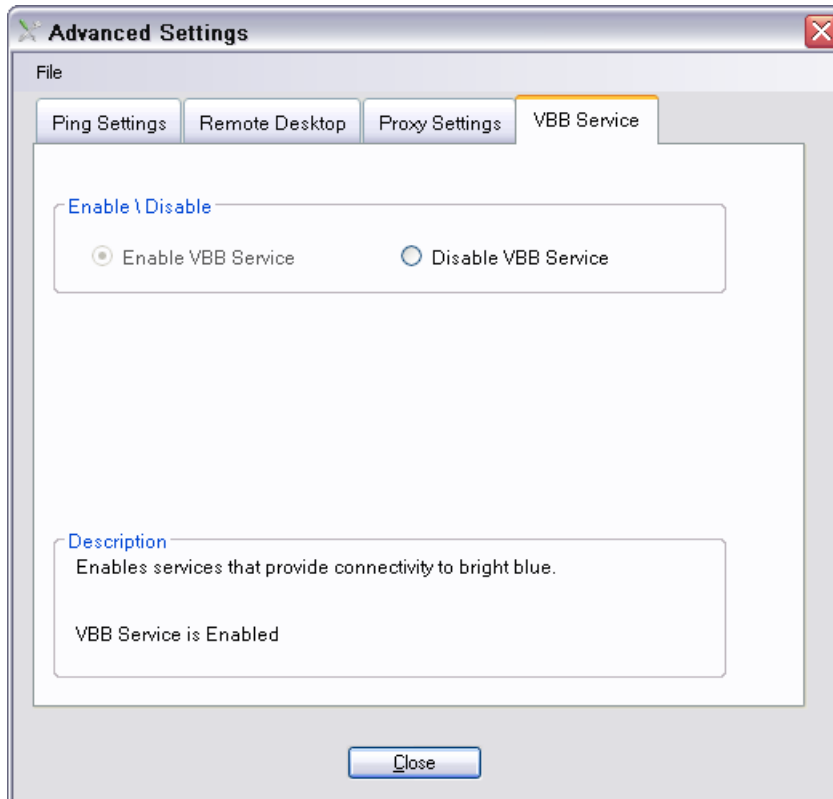 Advanced Settings
File
Ping Settings Remote Desktop Proxy Settings VBB Service
Enable \ Disable
Enable VBB Service Disable VBB Service
Description
Enables services that provide connectivity to bright blue.
VBB Service is Enabled
Close